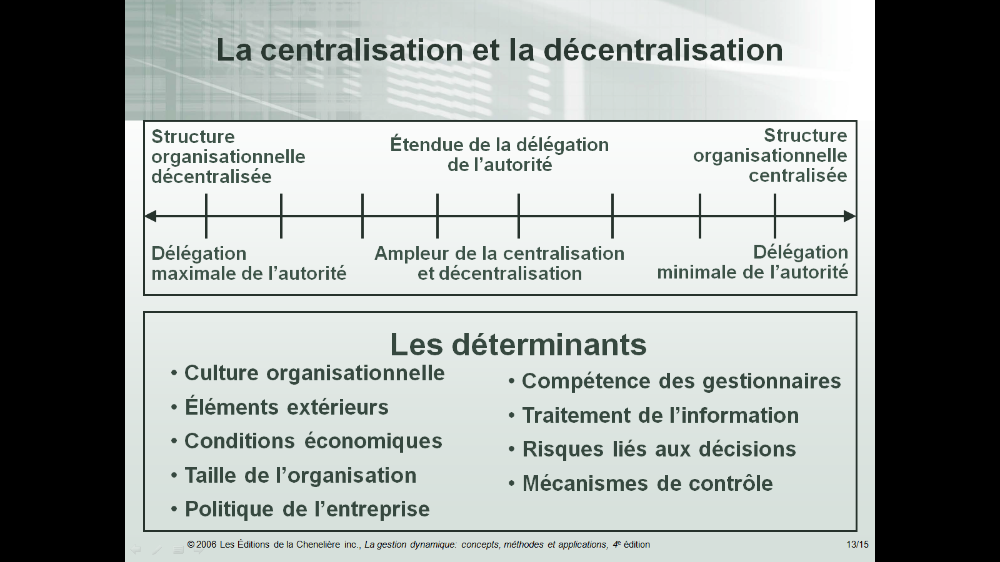 La centralisation et la décentralisation
Structure
organisationnelle
décentralisée
Étendue de la délégation
de l’autorité
Structure
organisationnelle
centralisée
Délégation
maximale de l’autorité
Ampleur de la centralisation
et décentralisation
Délégation
minimale de l’autorité
Les déterminants
• Culture organisationnelle
• Éléments extérieurs
• Conditions économiques
• Taille de l’organisation
• Politique de l’entreprise
• Compétence des gestionnaires
• Traitement de l’information
• Risques liés aux décisions
• Mécanismes de contrôle
© 2006 Les Éditions de la Chenelière inc., La gestion dynamique: concepts, méthodes et applications, 4e édition
13/15